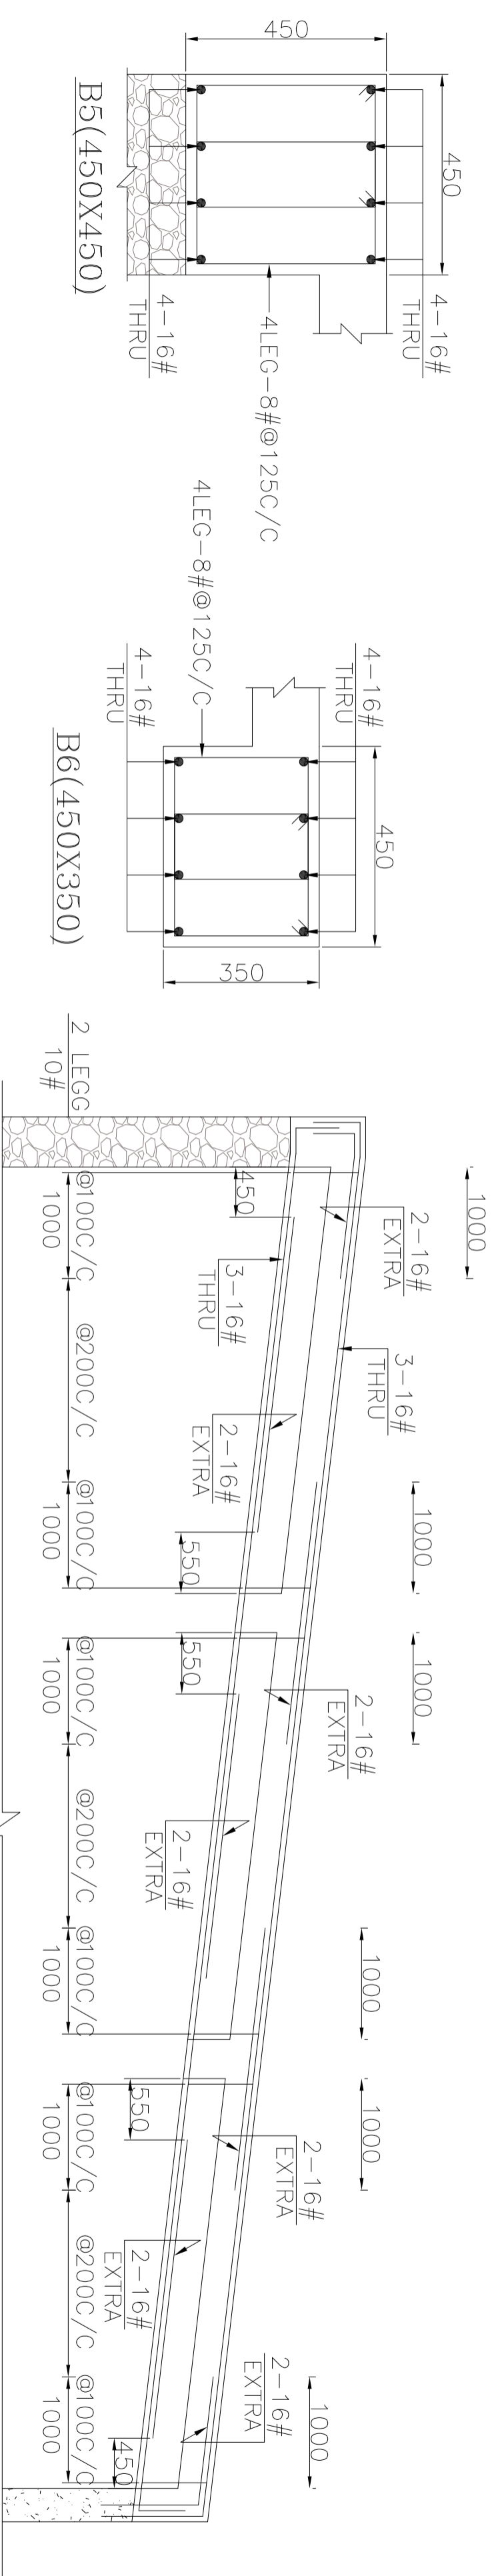 450
450
4-16#
THRU
4-16#
THRU
4LEG-8#@125C/C
B5(450X450)
4LEG-8#@125C/C
4-16#
THRU
4-16#
THRU
450
350
B6(450X350)
2 LEGG
10#
1000
2-16#
EXTRA
3-16#
THRU
1000
1000
2-16#
EXTRA
1000
1000
2-16#
EXTRA
2-16#
EXTRA
1000
450
3-16#
THRU
2-16#
EXTRA
550
550
2-16#
EXTRA
550
2-16#
EXTRA
450
@100C/C
1000
@200C/C
@100C/C
1000
@100C/C
1000
@200C/C
@100C/C
1000
@100C/C
1000
@200C/C
@100C/C
1000